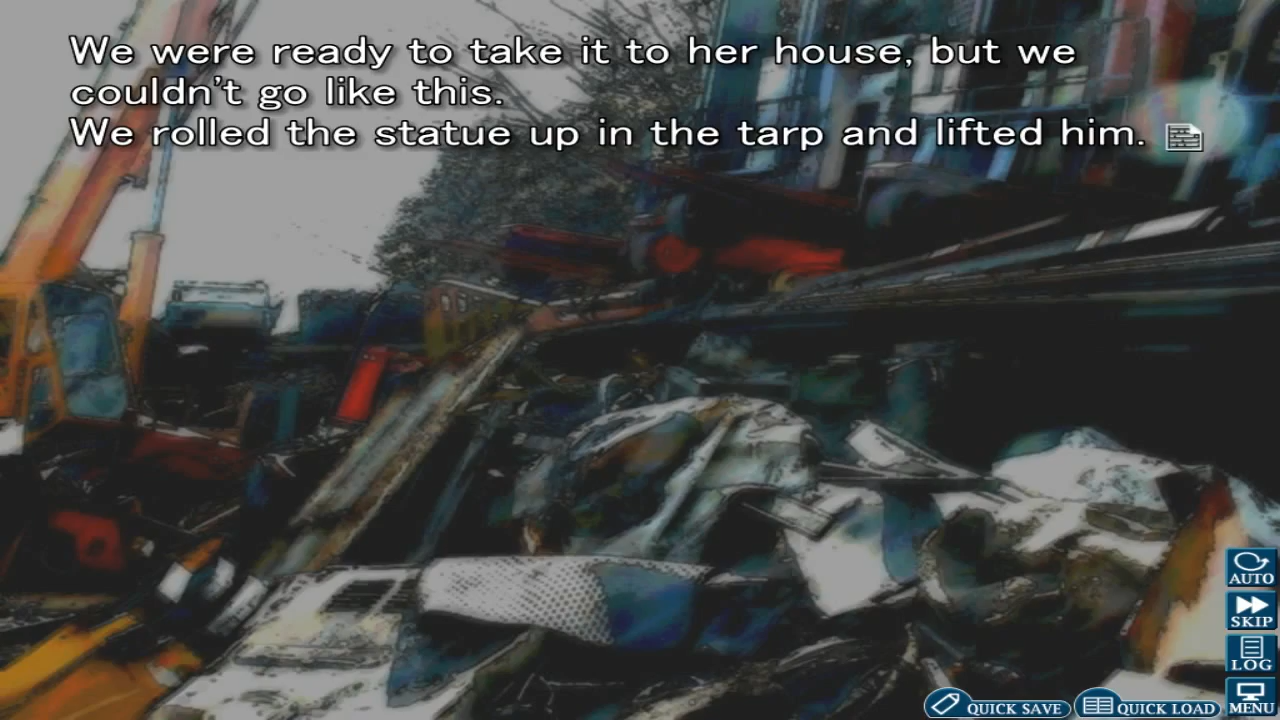 We were ready to take it to her house, but we
couldn't go like this.
We rolled the statue up in the tarp and lifted him.
AUTO
SKIP
LOG
MENU
QUICK SAVE
QUICK LOAD